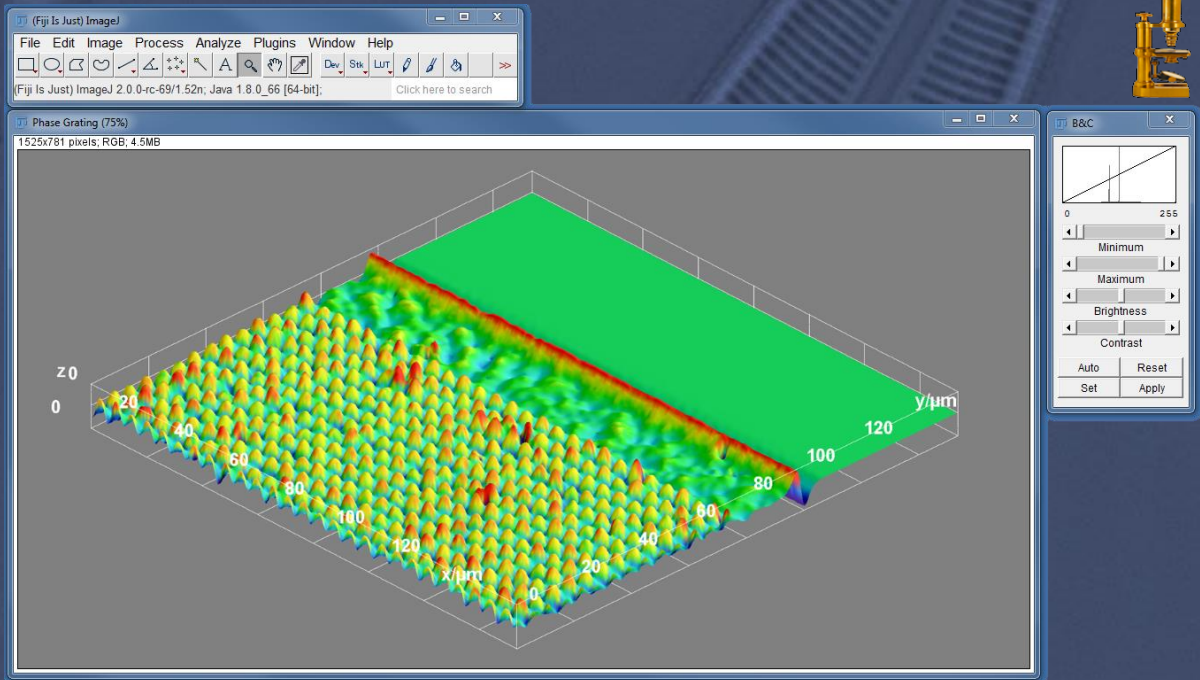 (Fiji Is Just) ImageJ
File Edit Image Process Analyze Plugins Window Help
A Dev Stk LUT >>
(Fiji Is Just) ImageJ 2.0.0-rc-69/1.52n; Java 1.8.0_66 [64-bit];
Click here to search
Phase Grating (75%)
1525x781 pixels; RGB; 4.5MB
z 0
0
20
40
60
80
100
120
x/µm
0
20
40
60
80
100
120
y/µm
B&C
0 255
Minimum
Maximum
Brightness
Contrast
Auto Reset
Set Apply